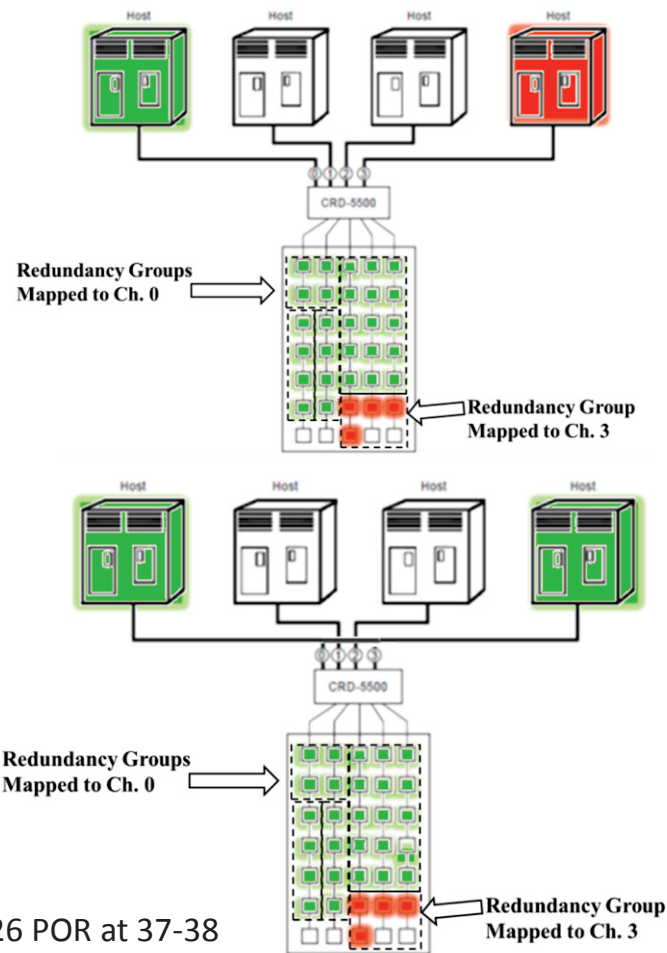 Host Host Host Host
0 1 2 3
CRD-5500
Redundancy Groups
Mapped to Ch. 0
Redundancy Group
Mapped to Ch. 3
Host Host Host Host
0 1 2 3
CRD-5500
Redundancy Groups
Mapped to Ch. 0
Redundancy Group
Mapped to Ch. 3
26 POR at 37-38